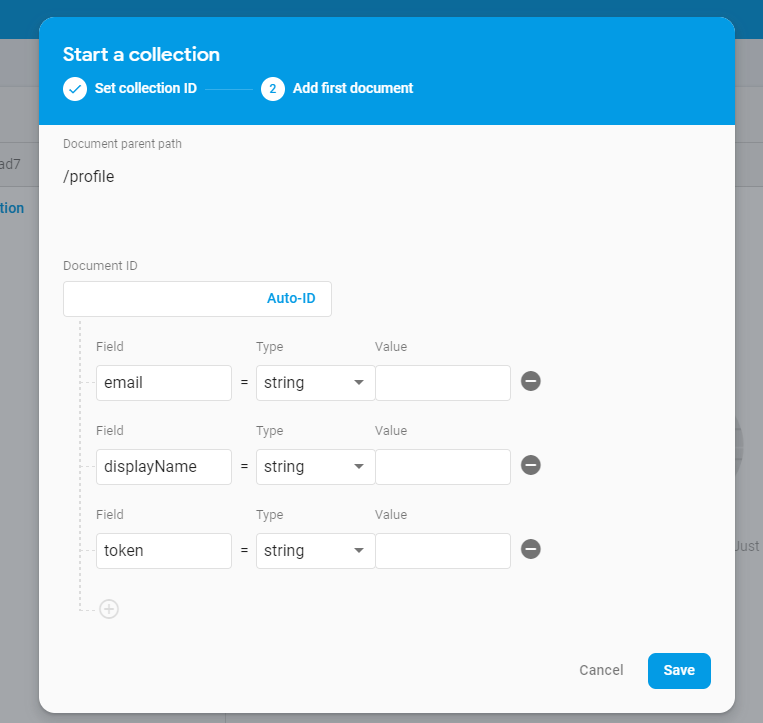 Start a collection
Set collection ID
2 Add first document
Document parent path
ad7
/profile
tion
Document ID
Auto-ID
Field Type Value
email = string
Field Type Value
displayName = string
Just
Field Type Value
token = string
Cancel Save